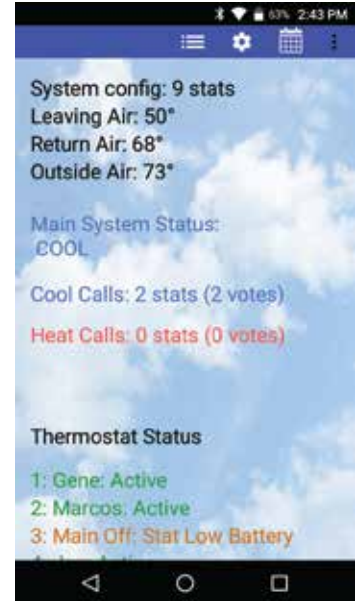 63% 2:43 PM
System config: 9 stats
Leaving Air: 50°
Return Air: 68°
Outside Air: 73°
Main System Status:
COOL
Cool Calls: 2 stats (2 votes)
Heat Calls: 0 stats (0 votes)
Thermostat Status
1: Gene: Active
2: Marcos: Active
3: Main Off: Stat Low Battery